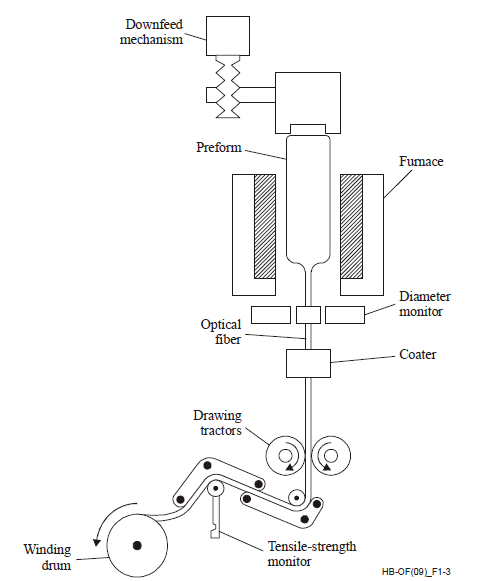 Downfeed
mechanism
Preform
Furnace
Diameter
monitor
Optical
fiber
Coater
Drawing
tractors
Winding
drum
Tensile-strength
monitor
HB-OF(09)_F1-3